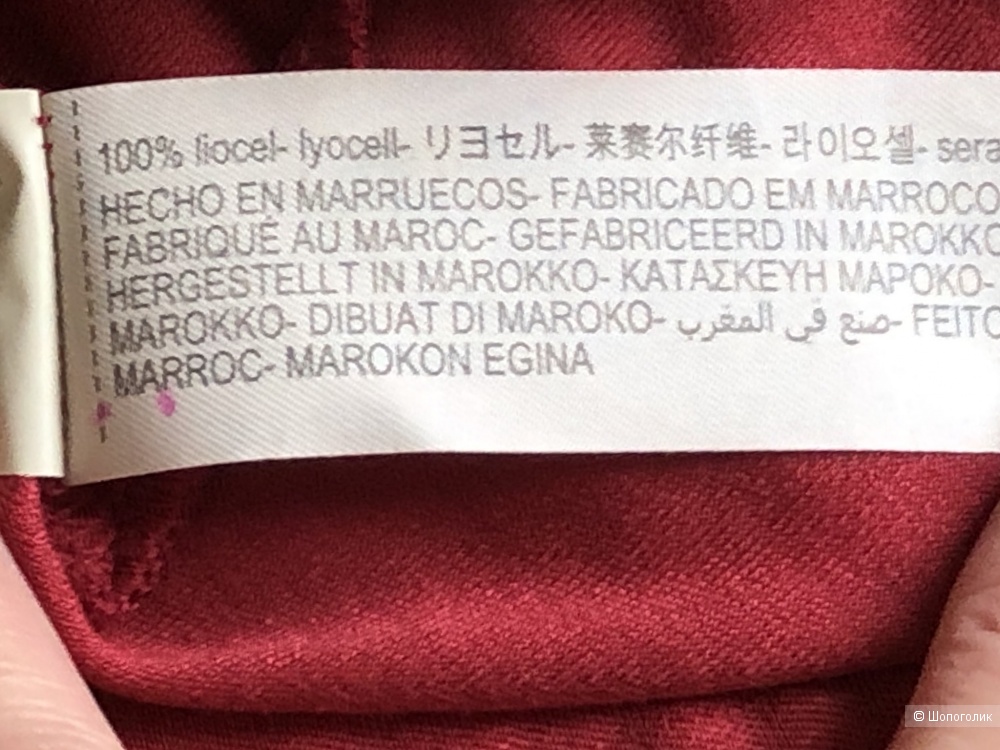 100% liocel- lyocell- リヨセル- 莱赛尔纤维- 라이오셀- sera
HECHO EN MARRUECOS- FABRICADO EM MARROCO
FABRIQUÉ AU MAROC- GEFABRICEERD IN MAROKKO
HERGESTELLT IN MAROKKO- ΚΑΤΑΣΚΕΥΗ ΜΑΡΟΚΟ-
MAROKKO- DIBUAT DI MAROKO- صنع في المغرب- FEITO
MARROC- MAROKON EGINA
© Шопоголик